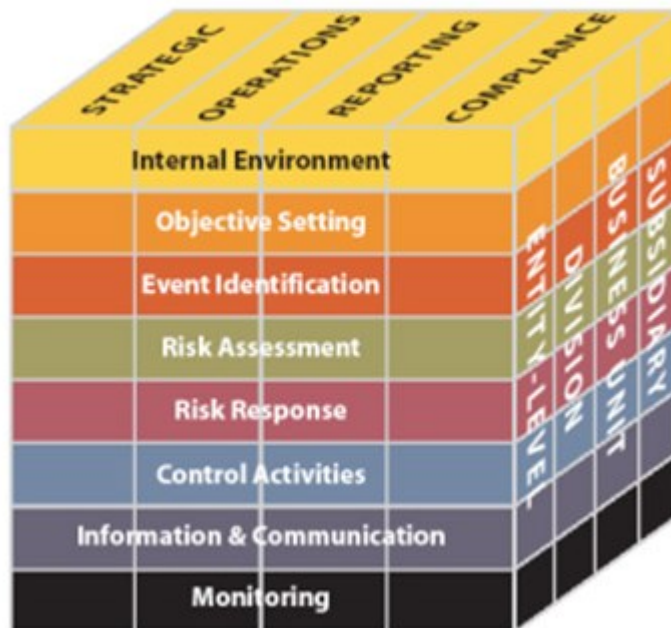 STRATEGIC
OPERATIONS
REPORTING
COMPLIANCE
Internal Environment
Objective Setting
Event Identification
Risk Assessment
Risk Response
Control Activities
Information & Communication
Monitoring
ENTITY-LEVEL
DIVISION
BUSINESS UNIT
SUBSIDIARY